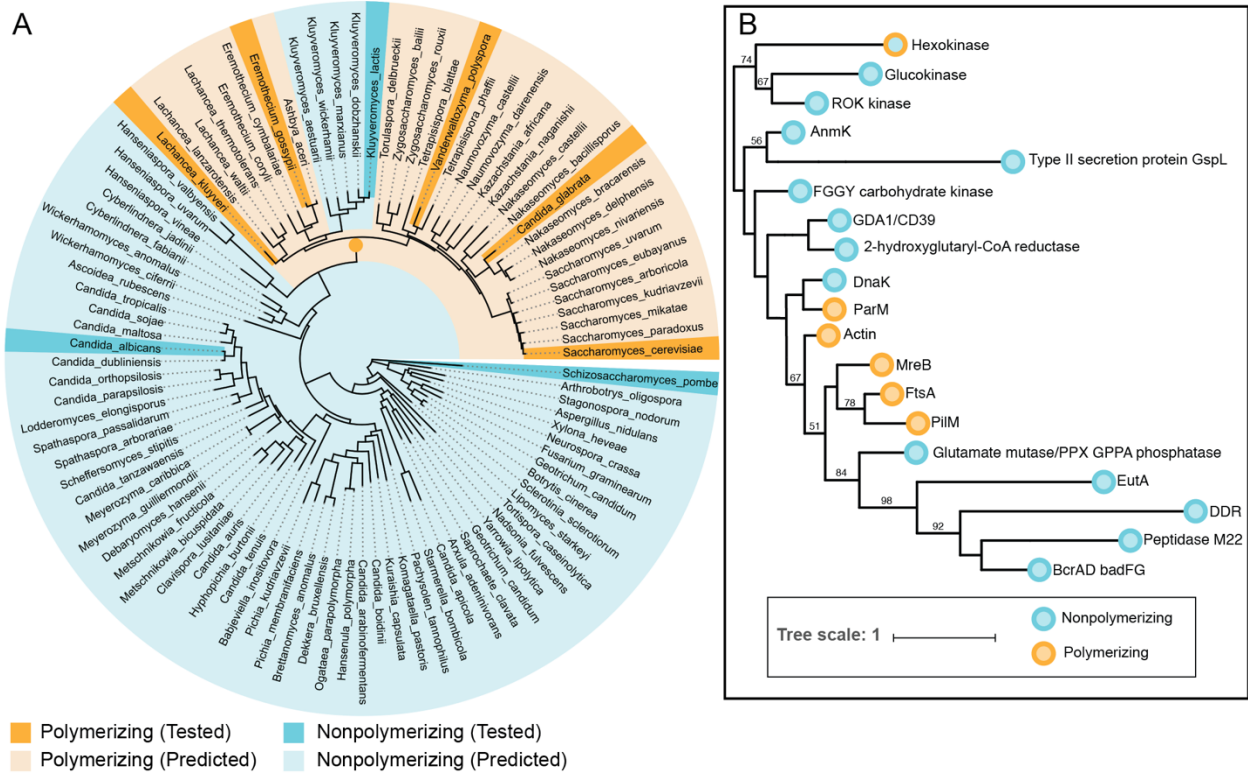 A
Hanseniaspora_vineae
Hanseniaspora_uvarum
Hanseniaspora_valbyensis
Lachancea_kluyveri
Lachancea_lanzarotensis
Lachancea_waltii
Lachancea_thermotolerans
Eremothecium_coryli
Eremothecium_cymbalariae
Eremothecium_gossypii
Ashbya_aceri
Kluyveromyces_aestuarii
Kluyveromyces_wickerhamii
Kluyveromyces_marxianus
Kluyveromyces_dobzhanskii
Kluyveromyces_lactis
Torulaspora_delbrueckii
Zygosaccharomyces_bailii
Zygosaccharomyces_rouxii
Tetrapisispora_blattae
Vanderwaltozyma_polyspora
Tetrapisispora_phaffii
Naumovozyma_castellii
Naumovozyma_dairenensis
Kazachstania_africana
Kazachstania_naganishii
Nakaseomyces_castellii
Nakaseomyces_bacillisporus
Candida_glabrata
Nakaseomyces_bracarensis
Nakaseomyces_delphensis
Nakaseomyces_nivariensis
Saccharomyces_uvarum
Saccharomyces_eubayanus
Saccharomyces_arboricola
Saccharomyces_kudriavzevii
Saccharomyces_mikatae
Saccharomyces_paradoxus
Saccharomyces_cerevisiae
Schizosaccharomyces_pombe
Arthrobotrys_oligospora
Stagonospora_nodorum
Aspergillus_nidulans
Xylona_heveae
Neurospora_crassa
Fusarium_graminearum
Geotrichum_candidum
Botrytis_cinerea
Sclerotinia_sclerotiorum
Lipomyces_starkeyi
Tortispora_caseinolytica
Nadsonia_fulvescens
Yarrowia_lipolytica
Geotrichum_candidum
Saprochaete_clavata
Arxula_adeninivorans
Candida_apicola
Starmerella_bombicola
Pachysolen_tannophilus
Komagataella_pastoris
Kuraishia_capsulata
Candida_boidinii
Candida_arabinofermentans
Hansenula_polymorpha
Ogataea_parapolymorpha
Dekkera_bruxellensis
Brettanomyces_anomalus
Pichia_membranifaciens
Pichia_kudriavzevii
Babjeviella_inositovora
Candida_tenuis
Hyphopichia_burtonii
Candida_auris
Clavispora_lusitaniae
Metschnikowia_bicuspidata
Metschnikowia_fructicola
Debaryomyces_hansenii
Meyerozyma_guilliermondii
Meyerozyma_caribbica
Candida_tanzawaensis
Scheffersomyces_stipitis
Spathaspora_arborariae
Spathaspora_passalidarum
Lodderomyces_elongisporus
Candida_parapsilosis
Candida_orthopsilosis
Candida_dubliniensis
Candida_albicans
Candida_maltosa
Candida_sojae
Candida_tropicalis
Ascoidea_rubescens
Wickerhamomyces_ciferrii
Wickerhamomyces_anomalus
Cyberlindnera_fabianii
Cyberlindnera_jadinii
Polymerizing (Tested)
Polymerizing (Predicted)
Nonpolymerizing (Tested)
Nonpolymerizing (Predicted)
B
Hexokinase
74
Glucokinase
67
ROK kinase
AnmK
56
Type II secretion protein GspL
FGGY carbohydrate kinase
GDA1/CD39
2-hydroxyglutaryl-CoA reductase
DnaK
ParM
Actin
67
MreB
FtsA
78
PilM
51
Glutamate mutase/PPX GPPA phosphatase
84
EutA
98
DDR
92
Peptidase M22
BcrAD badFG
Tree scale: 1
Nonpolymerizing
Polymerizing